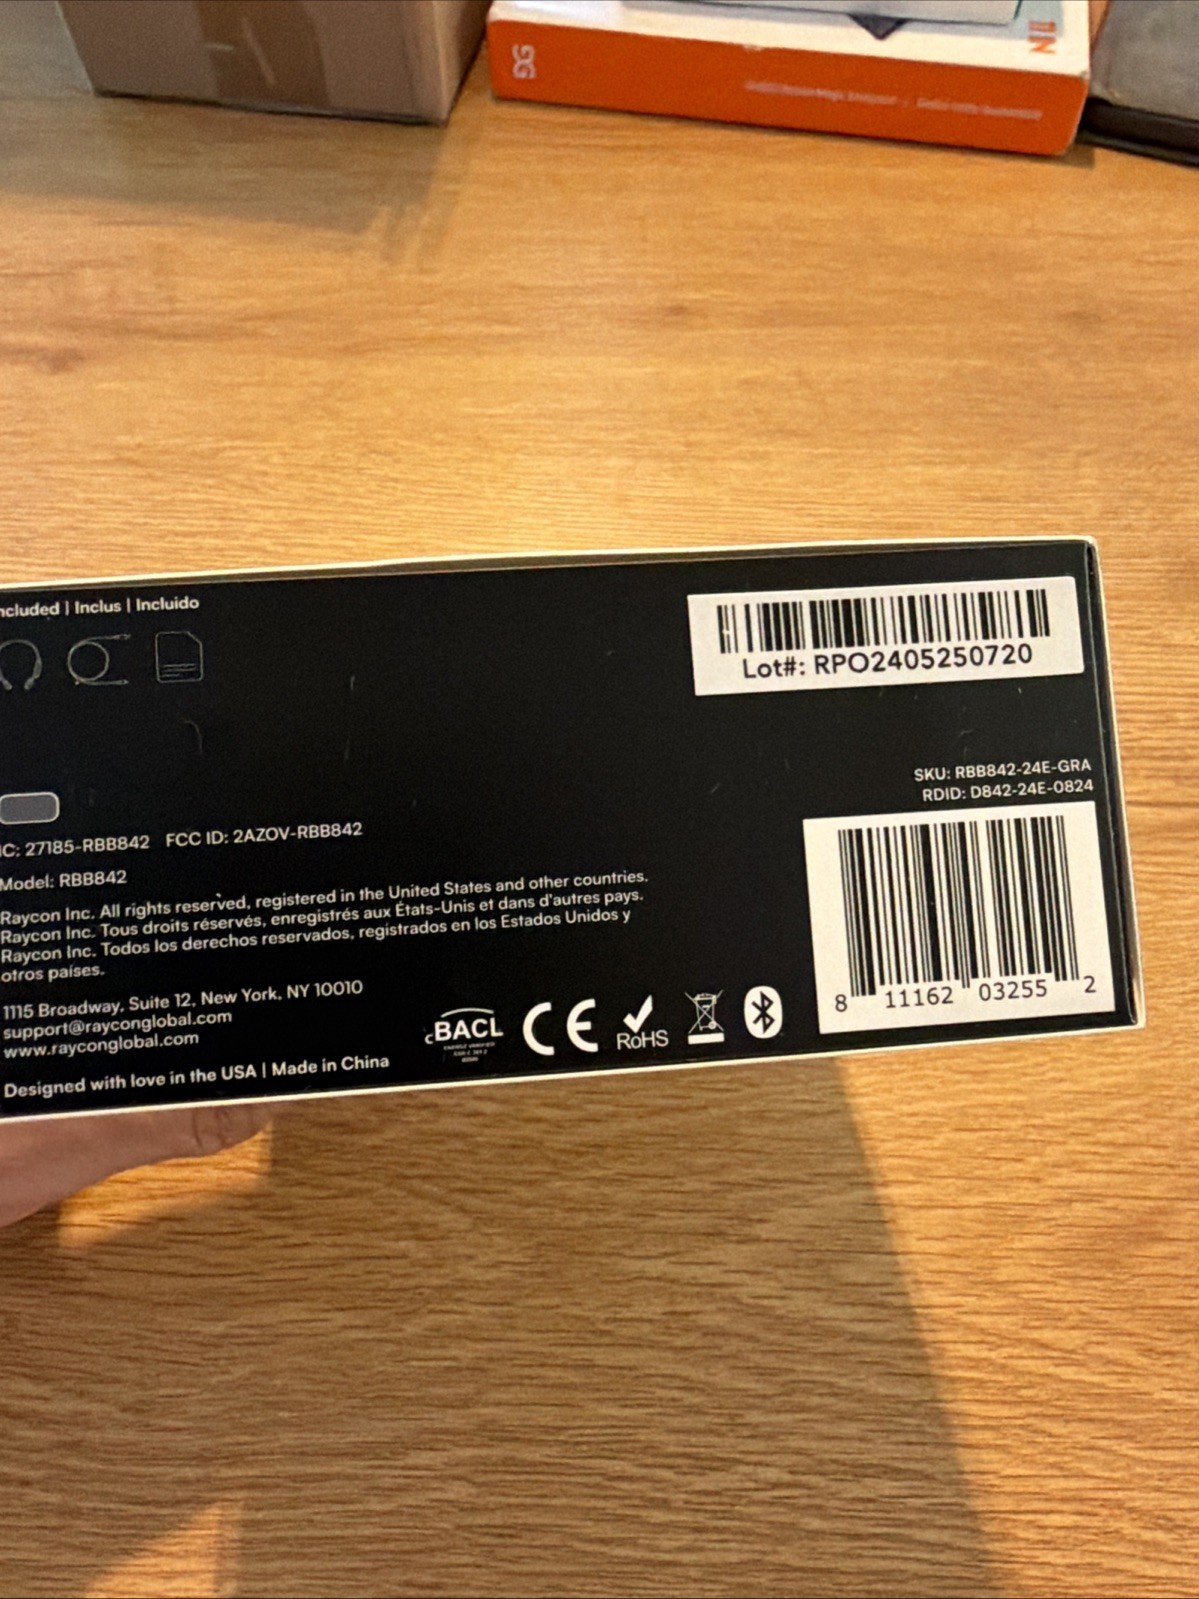 ncluded | Inclus | Incluido
Lot#: RPO2405250720
SKU: RBB842-24E-GRA
RDID: D842-24E-0824
IC: 27185-RBB842 FCC ID: 2AZOV-RBB842
Model: RBB842
Raycon Inc. All rights reserved, registered in the United States and other countries.
Raycon Inc. Tous droits réservés, enregistrés aux États-Unis et dans d'autres pays.
Raycon Inc. Todos los derechos reservados, registrados en los Estados Unidos y
otros países.
1115 Broadway, Suite 12, New York, NY 10010
support@rayconglobal.com
www.rayconglobal.com
Designed with love in the USA | Made in China
cBACL
CE
RoHS
8 11162 03255 2